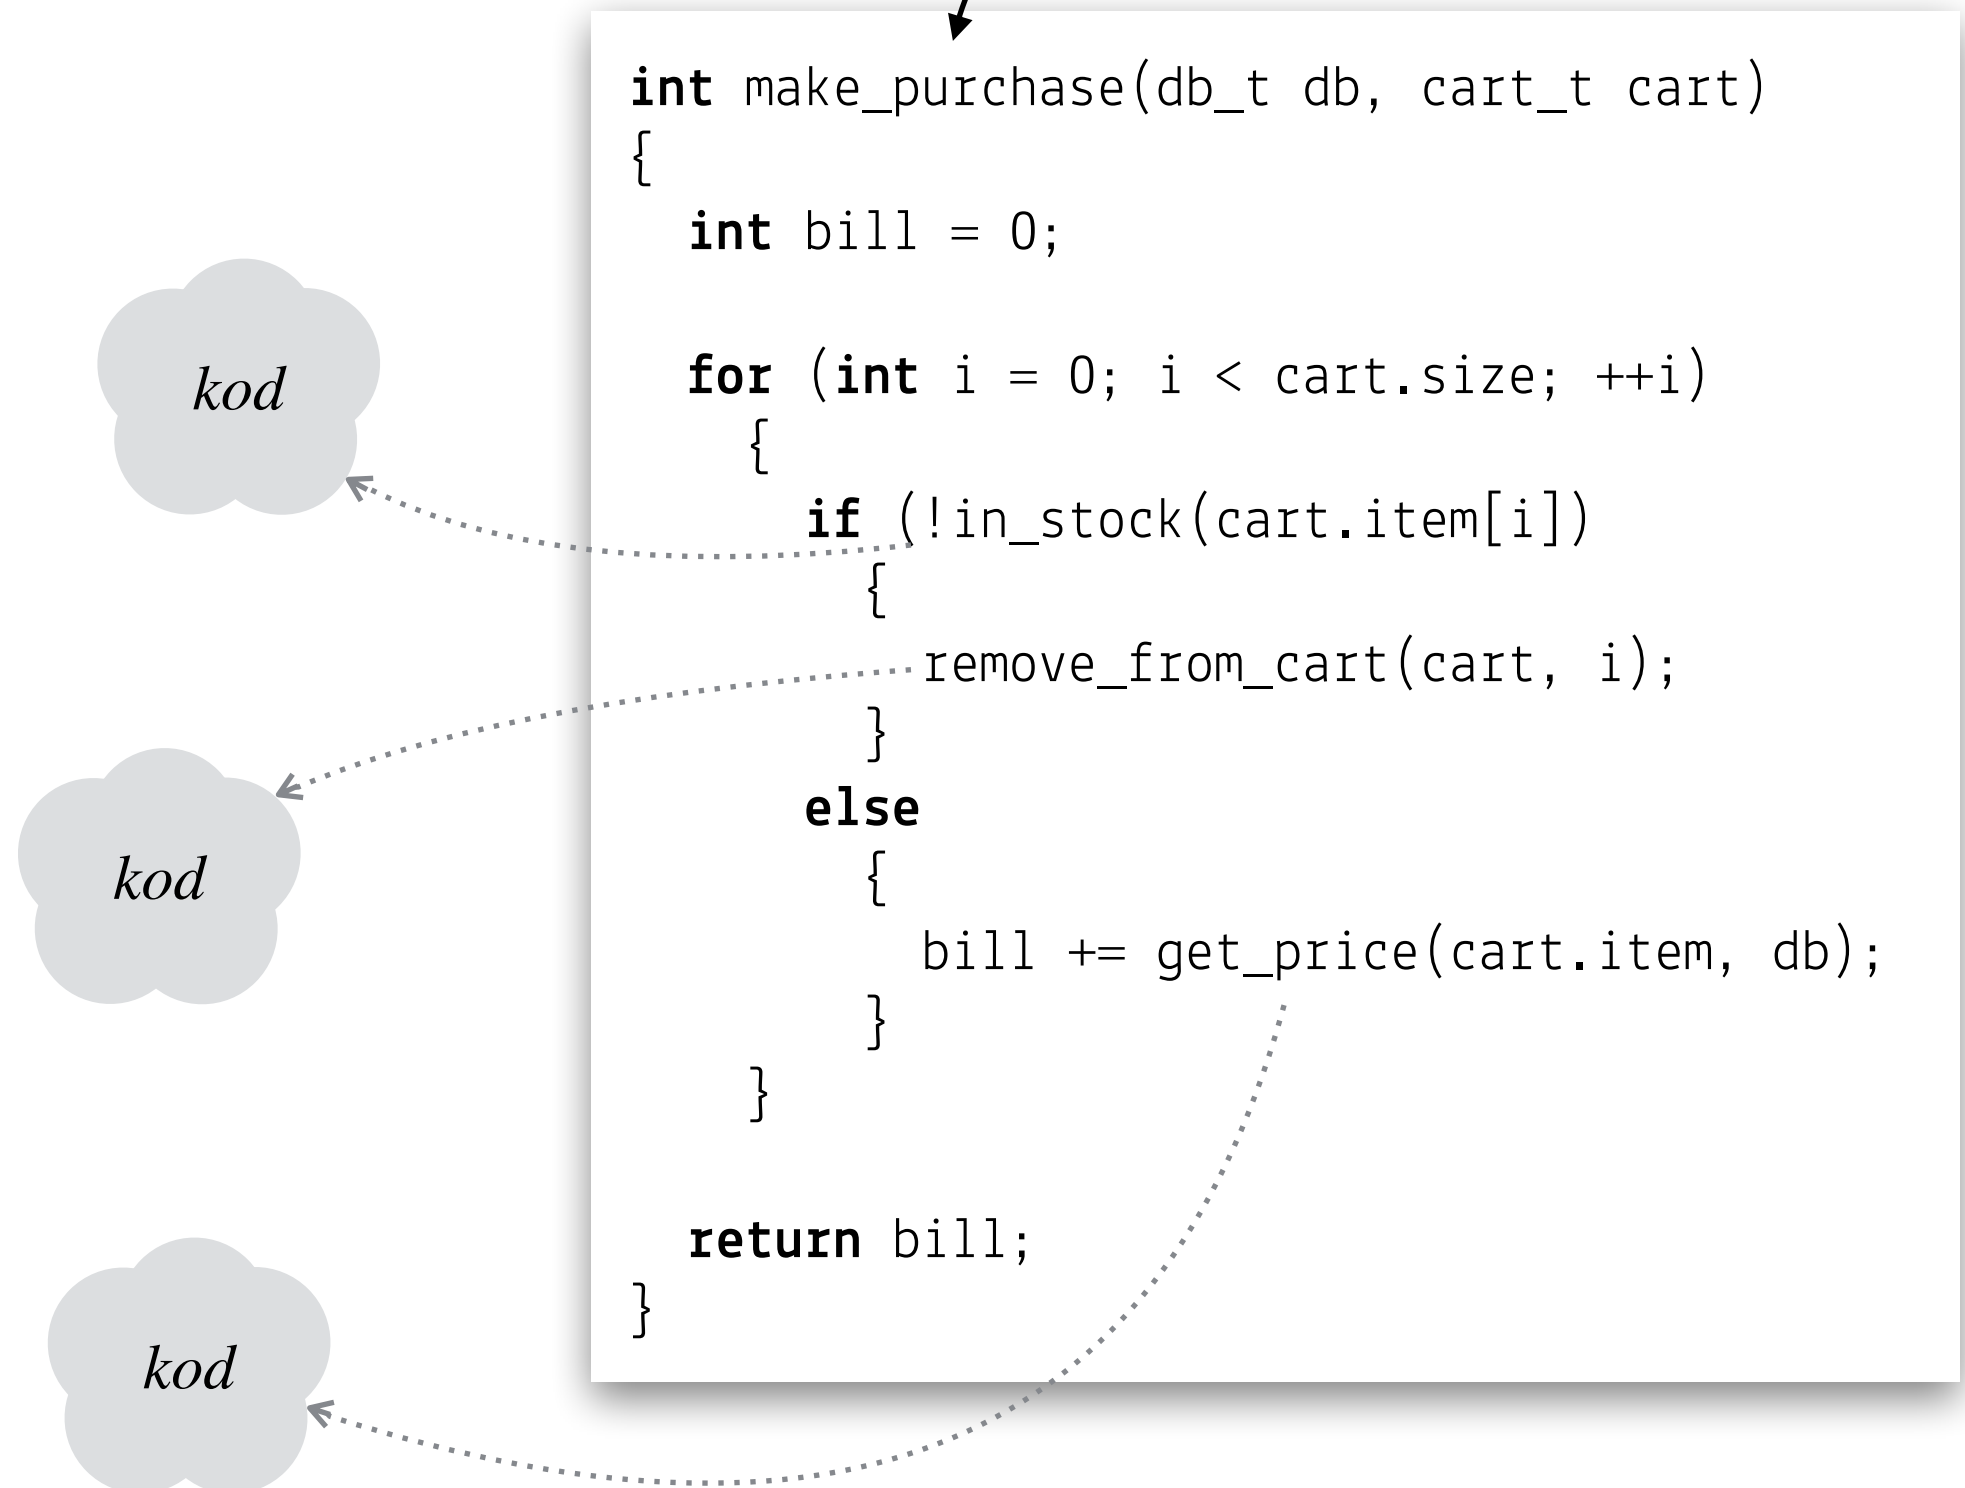 int make_purchase(db_t db, cart_t cart)
{
int bill = 0;
for (int i = 0; i < cart.size; ++i)
{
if (!in_stock(cart.item[i])
{
remove_from_cart(cart, i);
}
else
{
bill += get_price(cart.item, db);
}
}
return bill;
}
kod
kod
kod